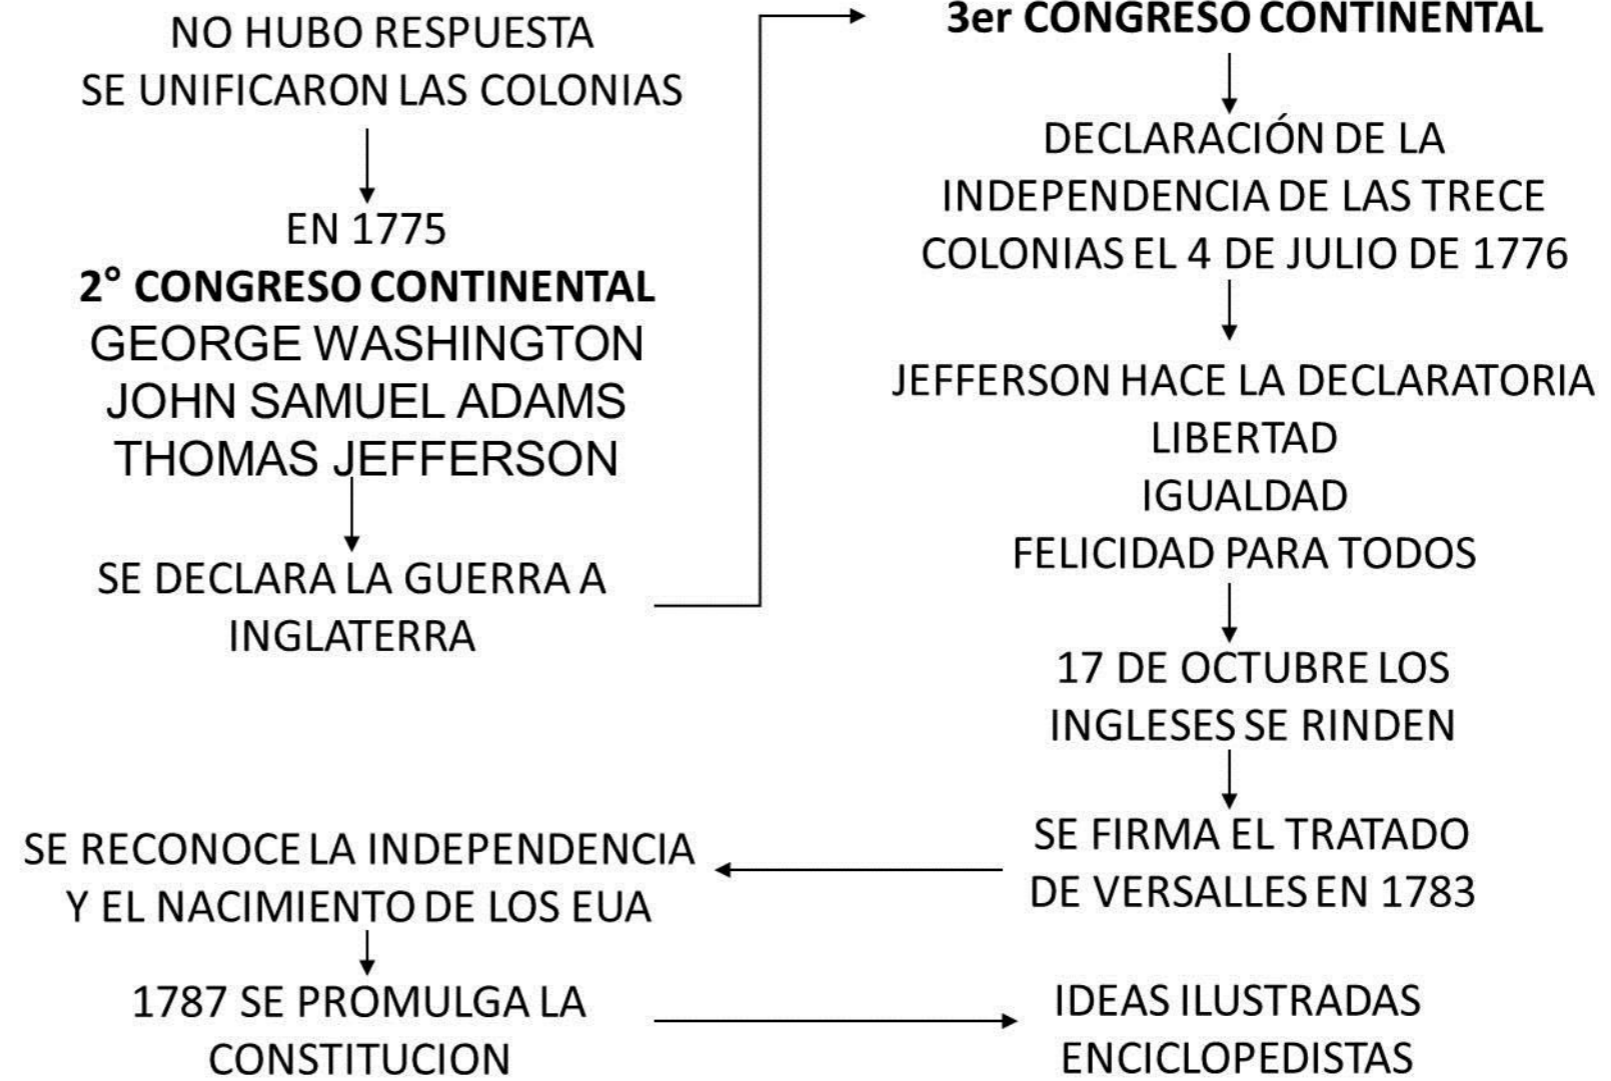 NO HUBO RESPUESTA
SE UNIFICARON LAS COLONIAS
EN 1775
2° CONGRESO CONTINENTAL
GEORGE WASHINGTON
JOHN SAMUEL ADAMS
THOMAS JEFFERSON
SE DECLARA LA GUERRA A
INGLATERRA
3er CONGRESO CONTINENTAL
DECLARACIÓN DE LA
INDEPENDENCIA DE LAS TRECE
COLONIAS EL 4 DE JULIO DE 1776
JEFFERSON HACE LA DECLARATORIA
LIBERTAD
IGUALDAD
FELICIDAD PARA TODOS
17 DE OCTUBRE LOS
INGLESES SE RINDEN
SE FIRMA EL TRATADO
DE VERSALLES EN 1783
SE RECONOCE LA INDEPENDENCIA
Y EL NACIMIENTO DE LOS EUA
1787 SE PROMULGA LA
CONSTITUCION
IDEAS ILUSTRADAS
ENCICLOPEDISTAS